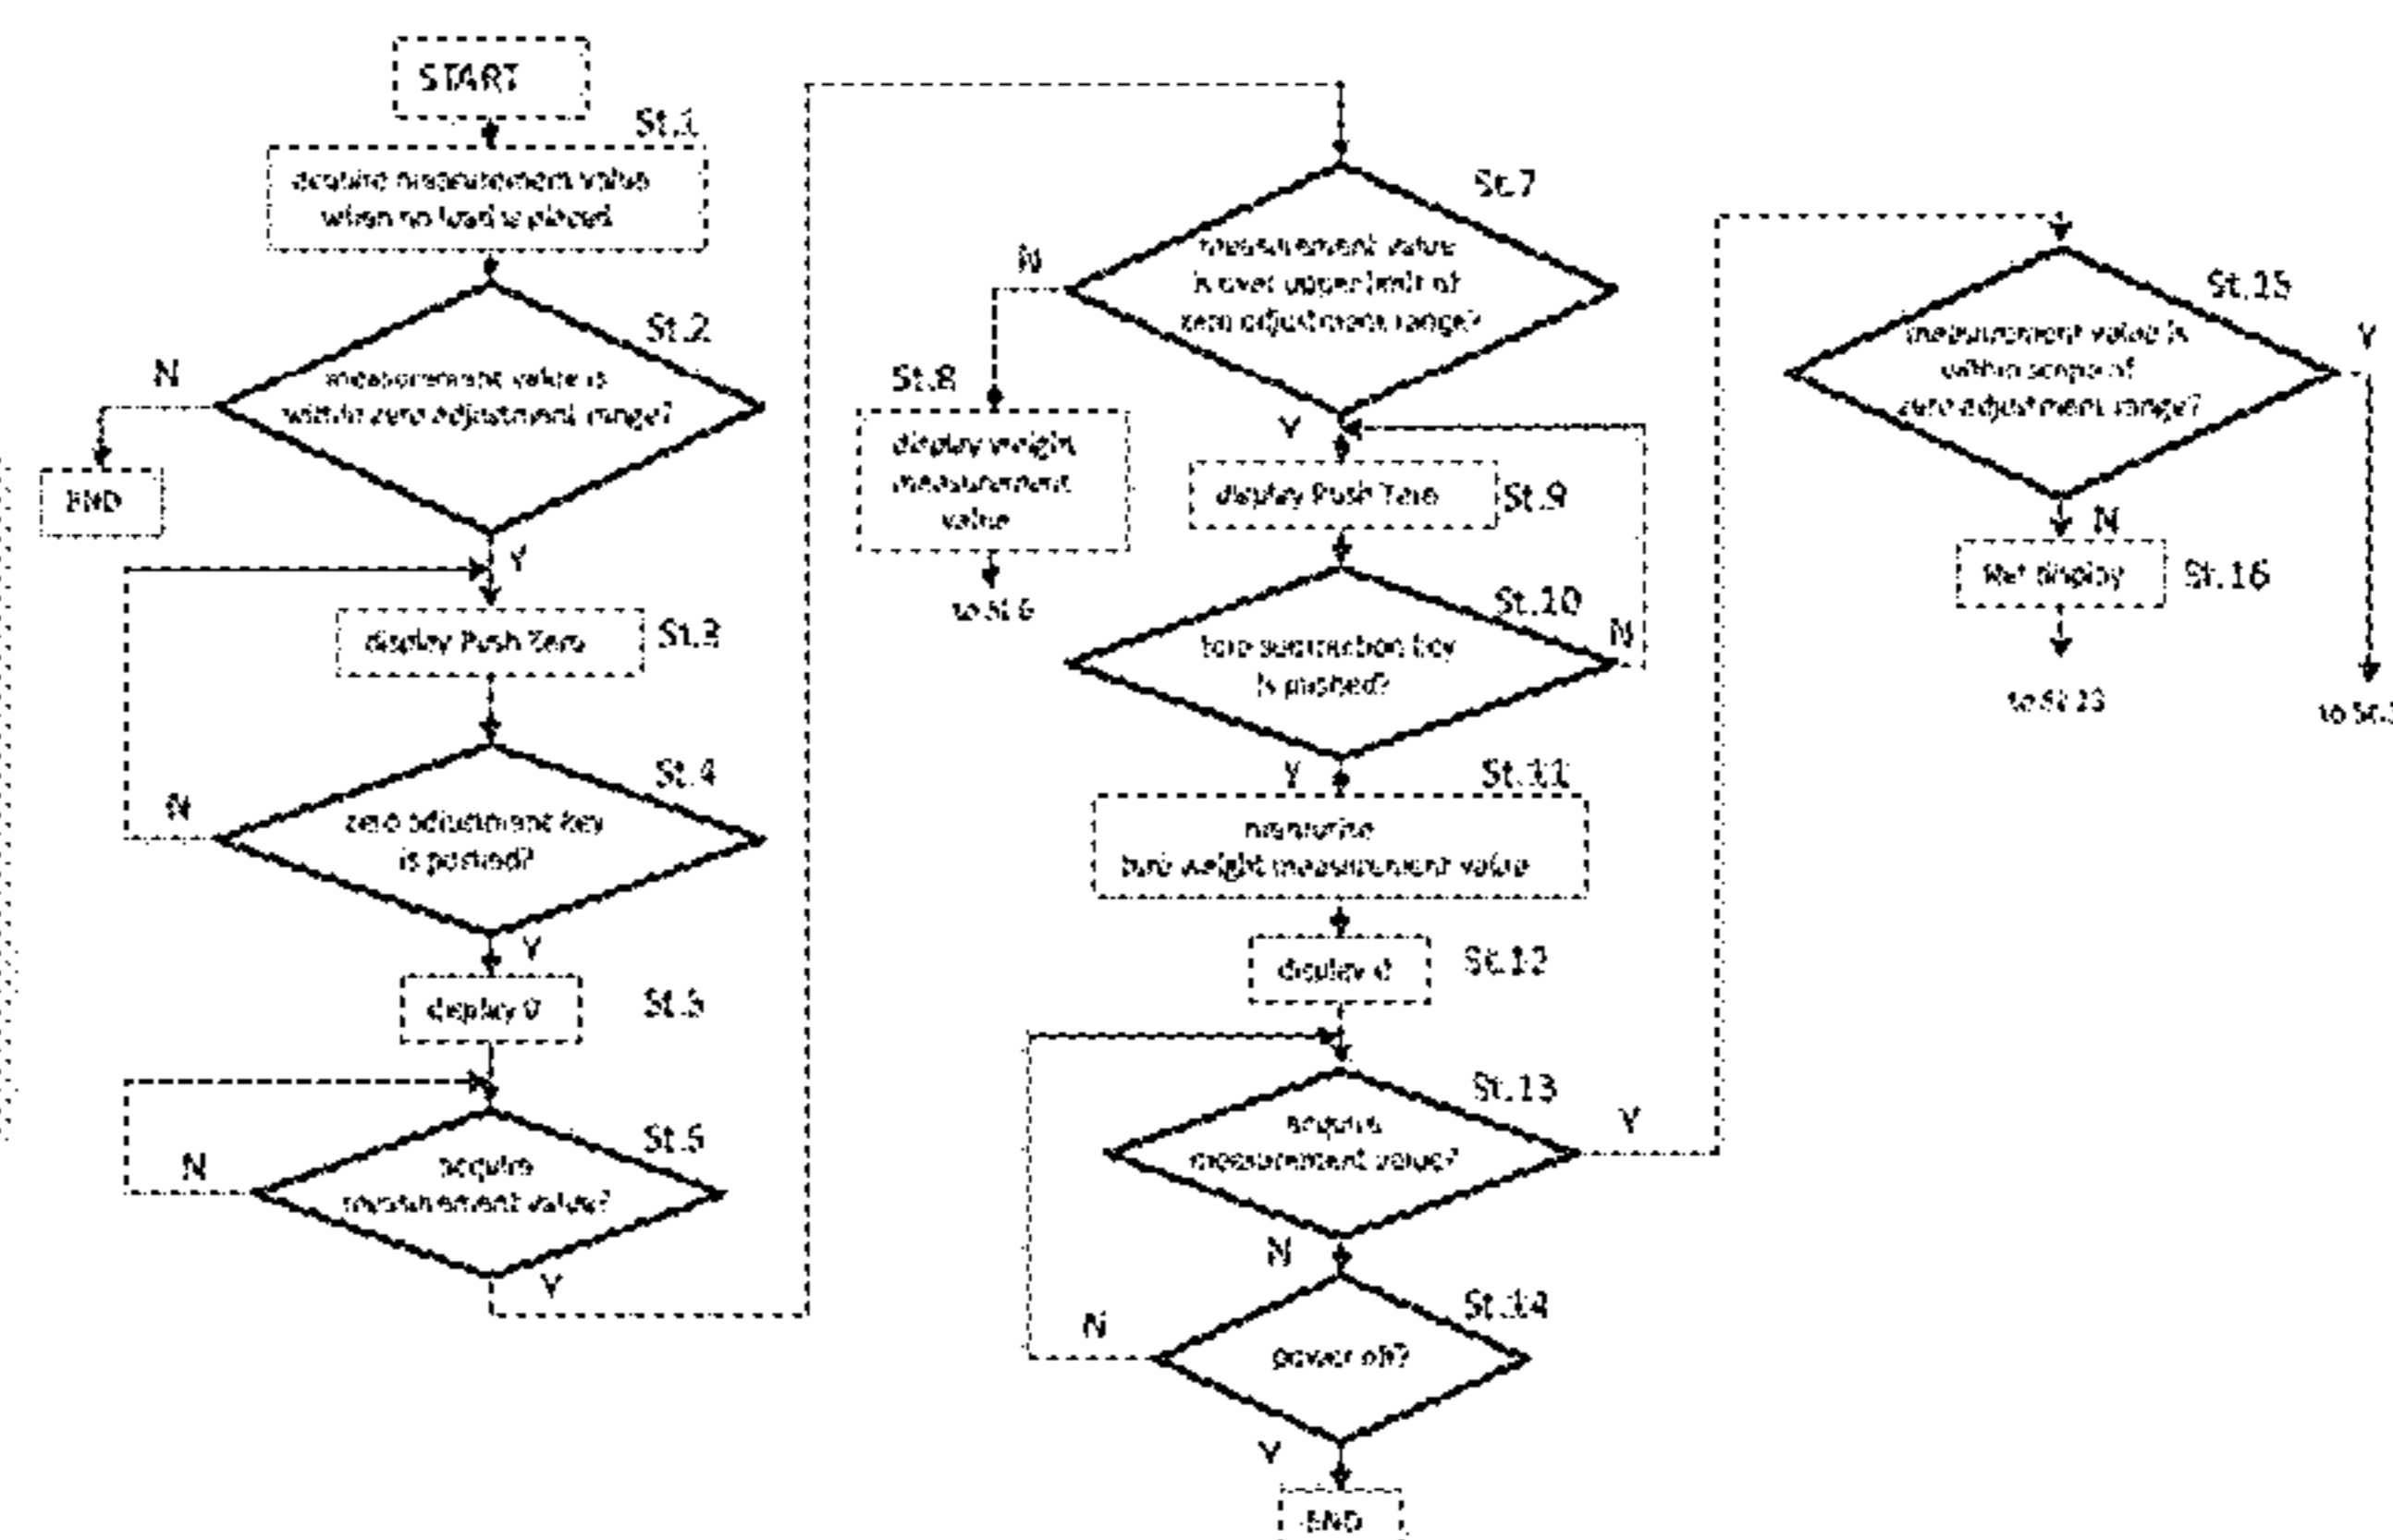 START
St.1
acquire measurement value
when no load is placed
St.2
N
measurement value is
within zero adjustment range?
END
Y
display Push Zero
St.3
St.4
N
zero adjustment key
is pushed?
Y
display 0
N
acquire
measurement value?
Y
St.7
N
measurement value
is over upper limit of
zero adjustment range?
St.8
display weight
measurement
value
to St.6
Y
display Push Zero
St.9
St.10
N
tare subtraction key
is pushed?
Y
St.11
memorize
tare weight measurement value
display 0
St.12
St.13
acquire
measurement value?
Y
N
St.14
N
power off?
Y
END
St.15
Y
measurement value is
within scope of
zero adjustment range?
N
display
St.16
to St.13
to St.